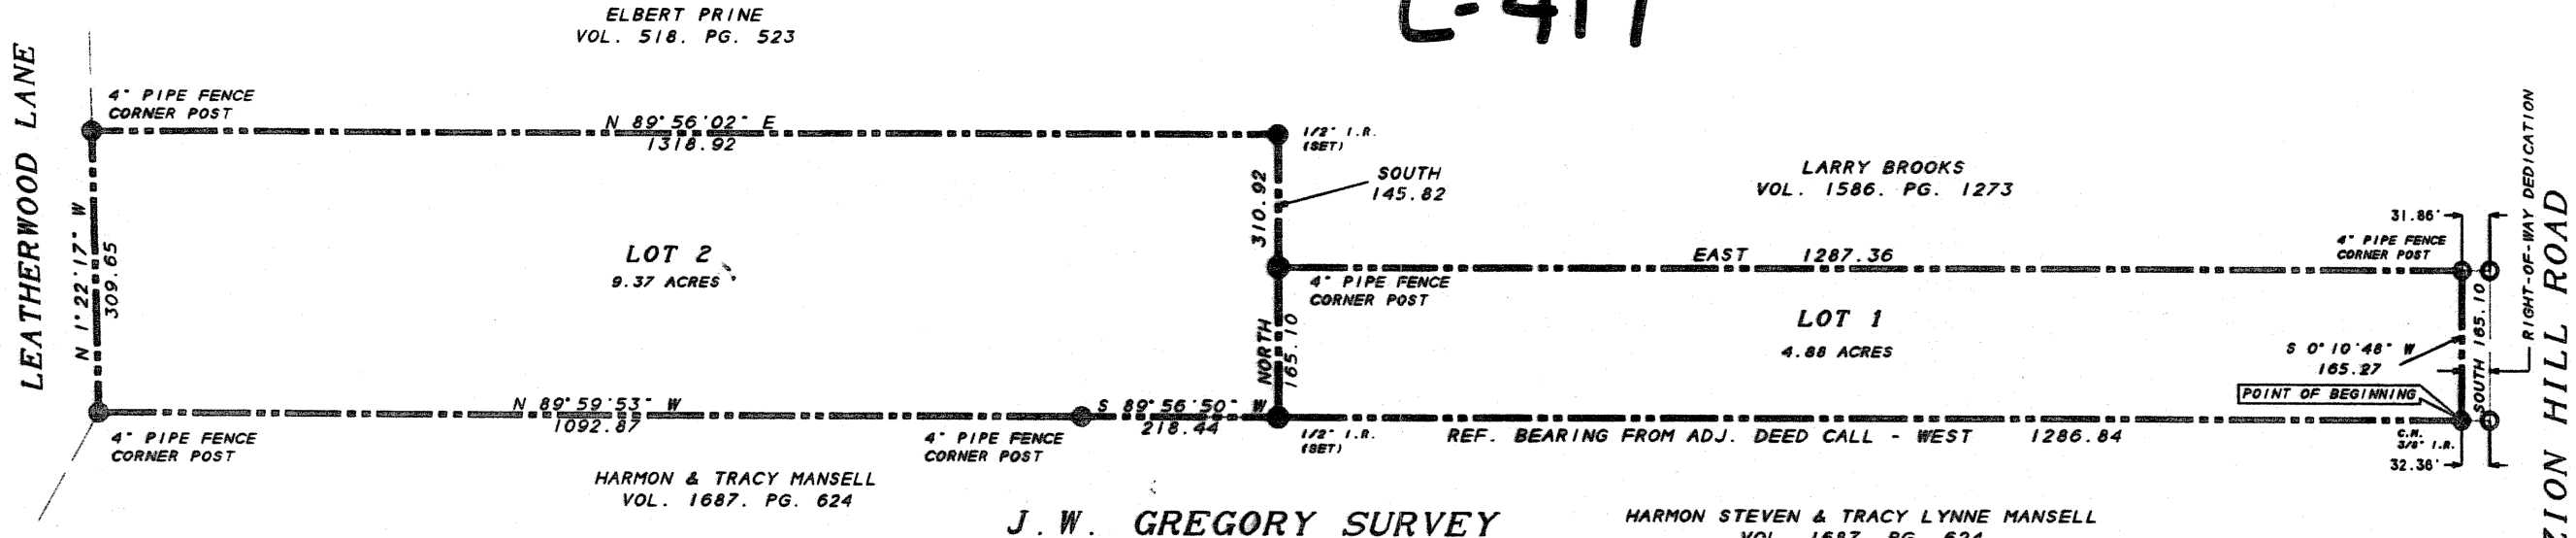 C-417
ELBERT PRINE
VOL. 518. PG. 523
LEATHERWOOD LANE
4" PIPE FENCE
CORNER POST
N 89°56'02" E
1318.92
1/2" I.R.
(SET)
SOUTH
145.82
310.92
LARRY BROOKS
VOL. 1586. PG. 1273
RIGHT-OF-WAY DEDICATION
31.86'
4" PIPE FENCE
CORNER POST
N 1°22'17" W
309.65
LOT 2
9.37 ACRES
EAST 1287.36
4" PIPE FENCE
CORNER POST
NORTH
165.10
LOT 1
4.88 ACRES
S 0°10'48" W
165.27
SOUTH 165.10
POINT OF BEGINNING
ZION HILL ROAD
N 89°59'53" W
1092.87
S 89°56'50" W
218.44
4" PIPE FENCE
CORNER POST
4" PIPE FENCE
CORNER POST
1/2" I.R.
(SET)
REF. BEARING FROM ADJ. DEED CALL - WEST 1286.84
C.M.
3/8" I.R.
32.36'
HARMON & TRACY MANSELL
VOL. 1687. PG. 624
J.W. GREGORY SURVEY
HARMON STEVEN & TRACY LYNNE MANSELL
VOL. 1687. PG. 624